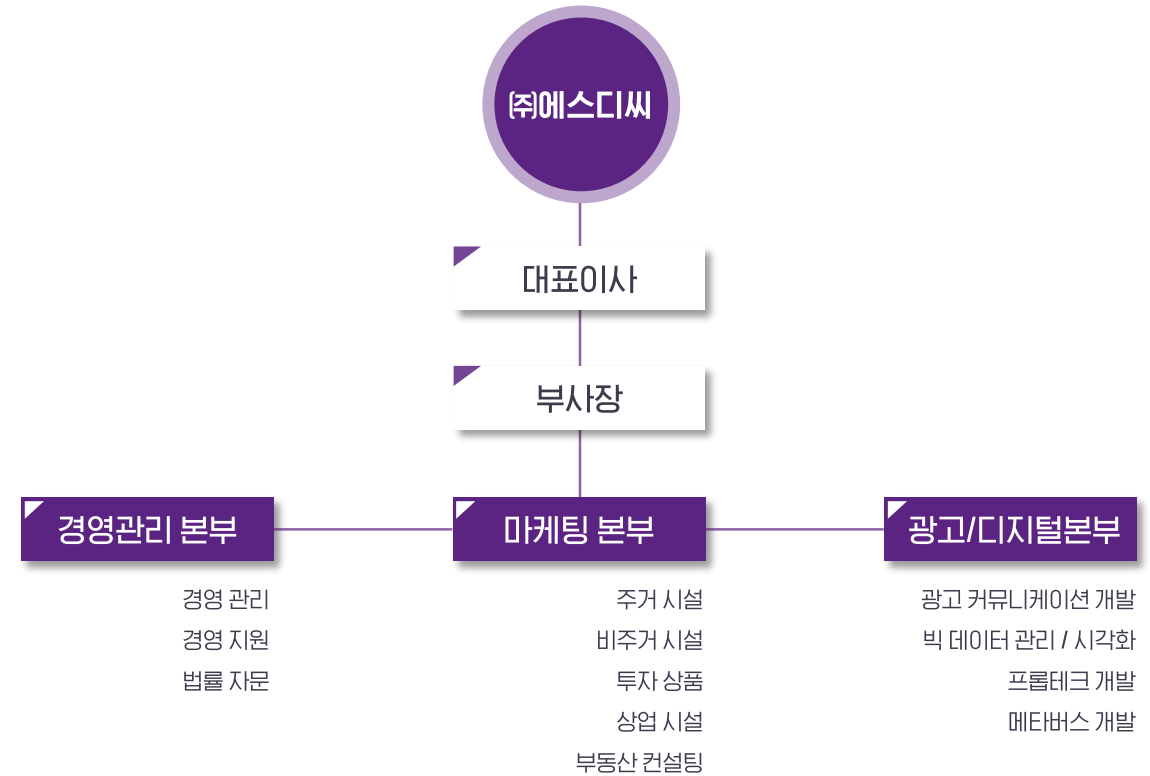 ㈜에스디씨
대표이사
부사장
경영관리 본부
경영 관리
경영 지원
법률 자문
마케팅 본부
주거 시설
비주거 시설
투자 상품
상업 시설
부동산 컨설팅
광고/디지털본부
광고 커뮤니케이션 개발
빅 데이터 관리 / 시각화
프롭테크 개발
메타버스 개발